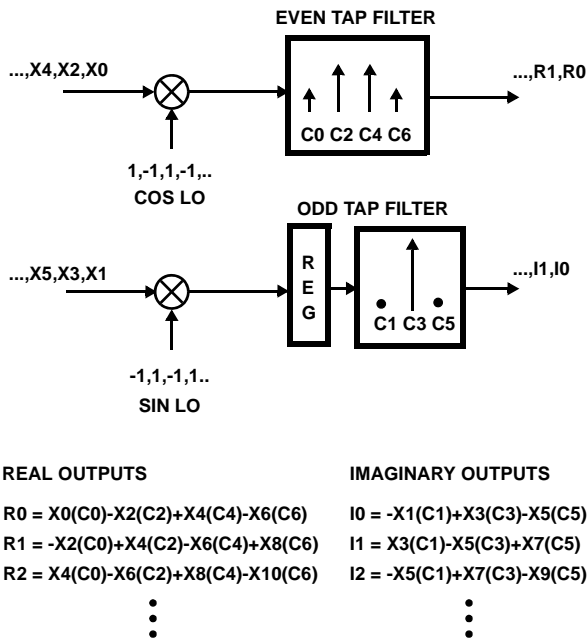 EVEN TAP FILTER
...,X4,X2,X0
...,R1,R0
C0 C2 C4 C6
1,-1,1,-1,..
COS LO
ODD TAP FILTER
...,X5,X3,X1
R
E
G
...,I1,I0
C1 C3 C5
-1,1,-1,1..
SIN LO
REAL OUTPUTS
R0 = X0(C0)-X2(C2)+X4(C4)-X6(C6)
R1 = -X2(C0)+X4(C2)-X6(C4)+X8(C6)
R2 = X4(C0)-X6(C2)+X8(C4)-X10(C6)
IMAGINARY OUTPUTS
I0 = -X1(C1)+X3(C3)-X5(C5)
I1 = X3(C1)-X5(C3)+X7(C5)
I2 = -X5(C1)+X7(C3)-X9(C5)